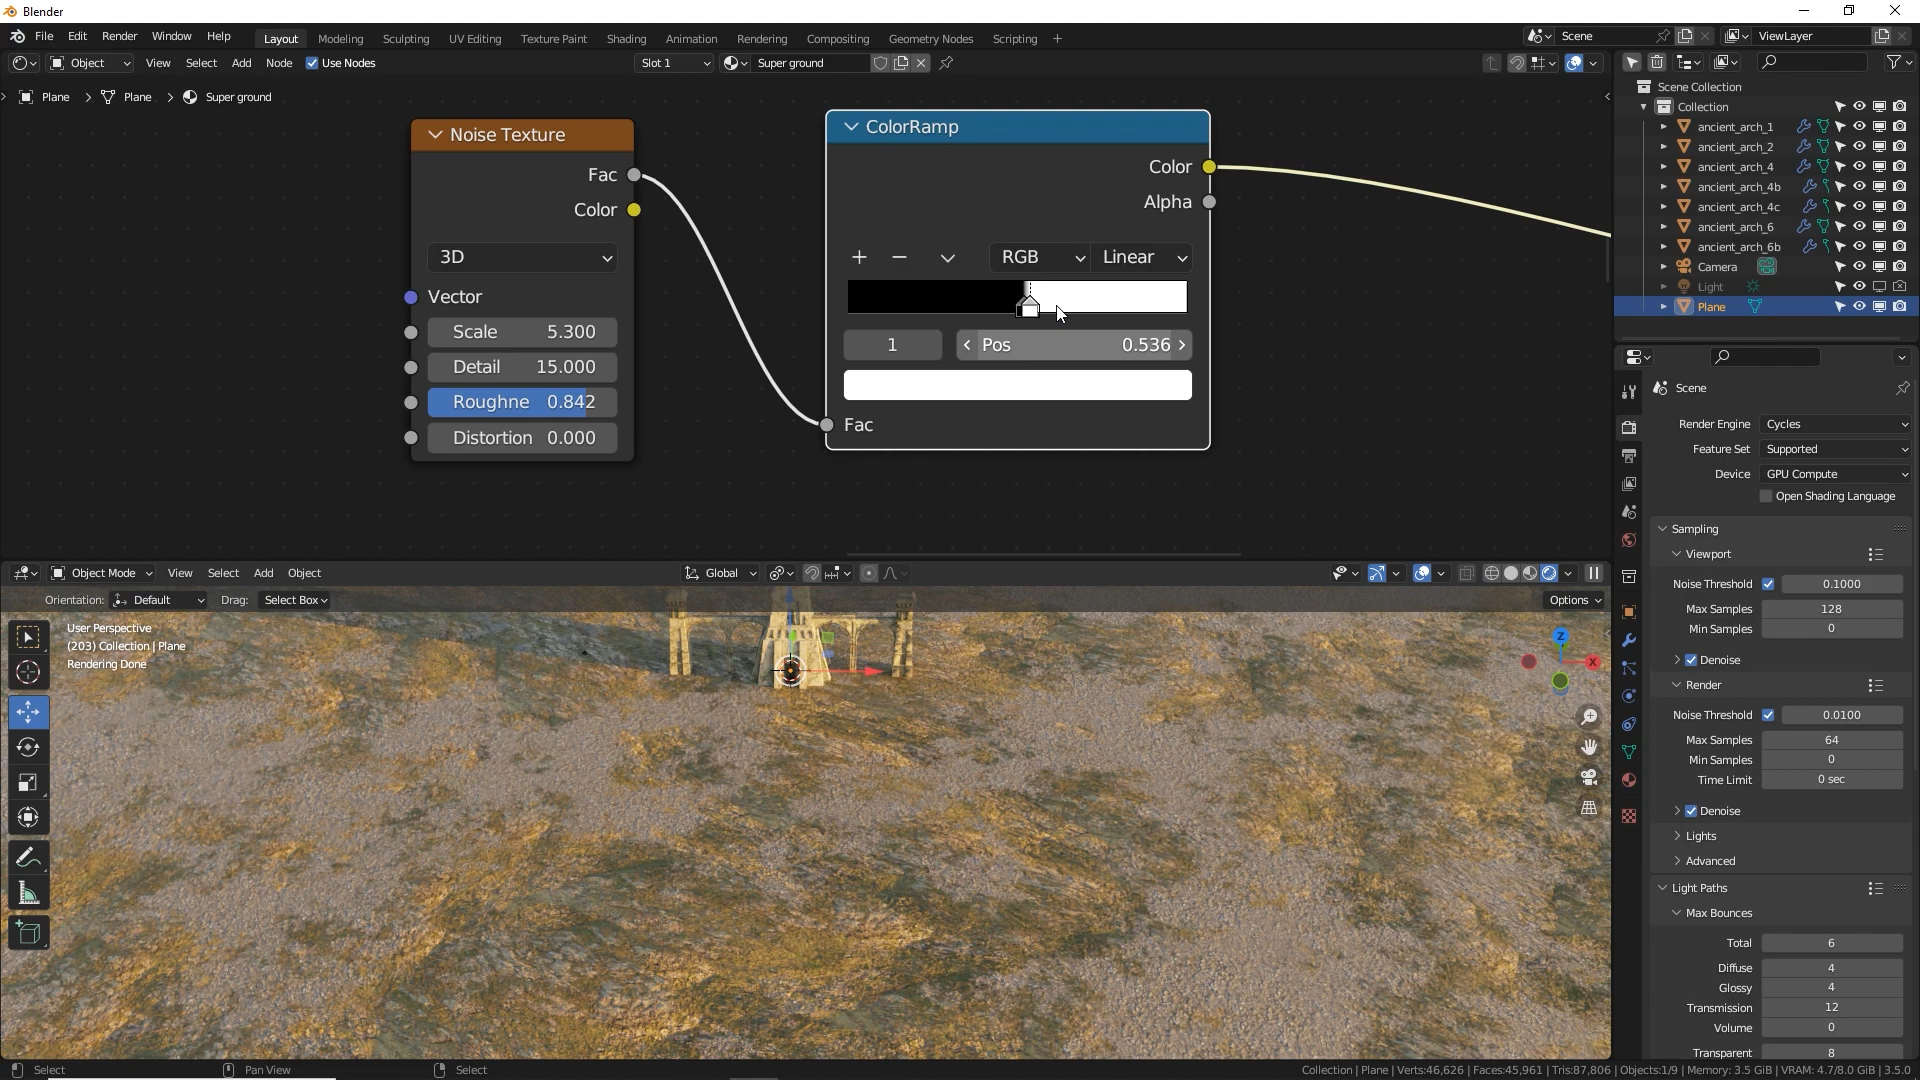 Blender
File Edit Render Window Help
Layout Modeling Sculpting UV Editing Texture Paint Shading Animation Rendering Compositing Geometry Nodes Scripting +
Scene
ViewLayer
Object View Select Add Node Use Nodes
Slot 1
Super ground
Plane > Plane > Super ground
Noise Texture
Fac
Color
3D
Vector
Scale 5.300
Detail 15.000
Roughne 0.842
Distortion 0.000
ColorRamp
Color
Alpha
RGB
Linear
1
Pos 0.536
Fac
Scene Collection
Collection
ancient_arch_1
ancient_arch_2
ancient_arch_4
ancient_arch_4b
ancient_arch_4c
ancient_arch_6
ancient_arch_6b
Camera
Light
Plane
Scene
Render Engine Cycles
Feature Set Supported
Device GPU Compute
Open Shading Language
Sampling
Viewport
Noise Threshold 0.1000
Max Samples 128
Min Samples 0
Denoise
Render
Noise Threshold 0.0100
Max Samples 64
Min Samples 0
Time Limit 0 sec
Denoise
Lights
Advanced
Light Paths
Max Bounces
Total 6
Diffuse 4
Glossy 4
Transmission 12
Volume 0
Transparent 8
Object Mode View Select Add Object
Global
Orientation: Default Drag: Select Box
Options
User Perspective
(203) Collection | Plane
Rendering Done
Z
X
Select Pan View Select
Collection | Plane | Verts:46,626 | Faces:45,961 | Tris:87,806 | Objects:1/9 | Memory: 3.5 GiB | VRAM: 4.7/8.0 GiB | 3.5.0